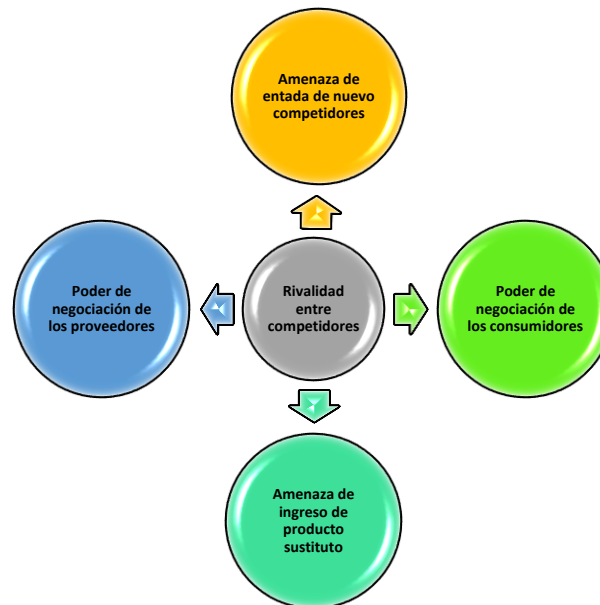 Amenaza de
entada de nuevo
competidores
Poder de
negociación de
los proveedores
Rivalidad
entre
competidores
Poder de
negociación de
los consumidores
Amenaza de
ingreso de
producto
sustituto